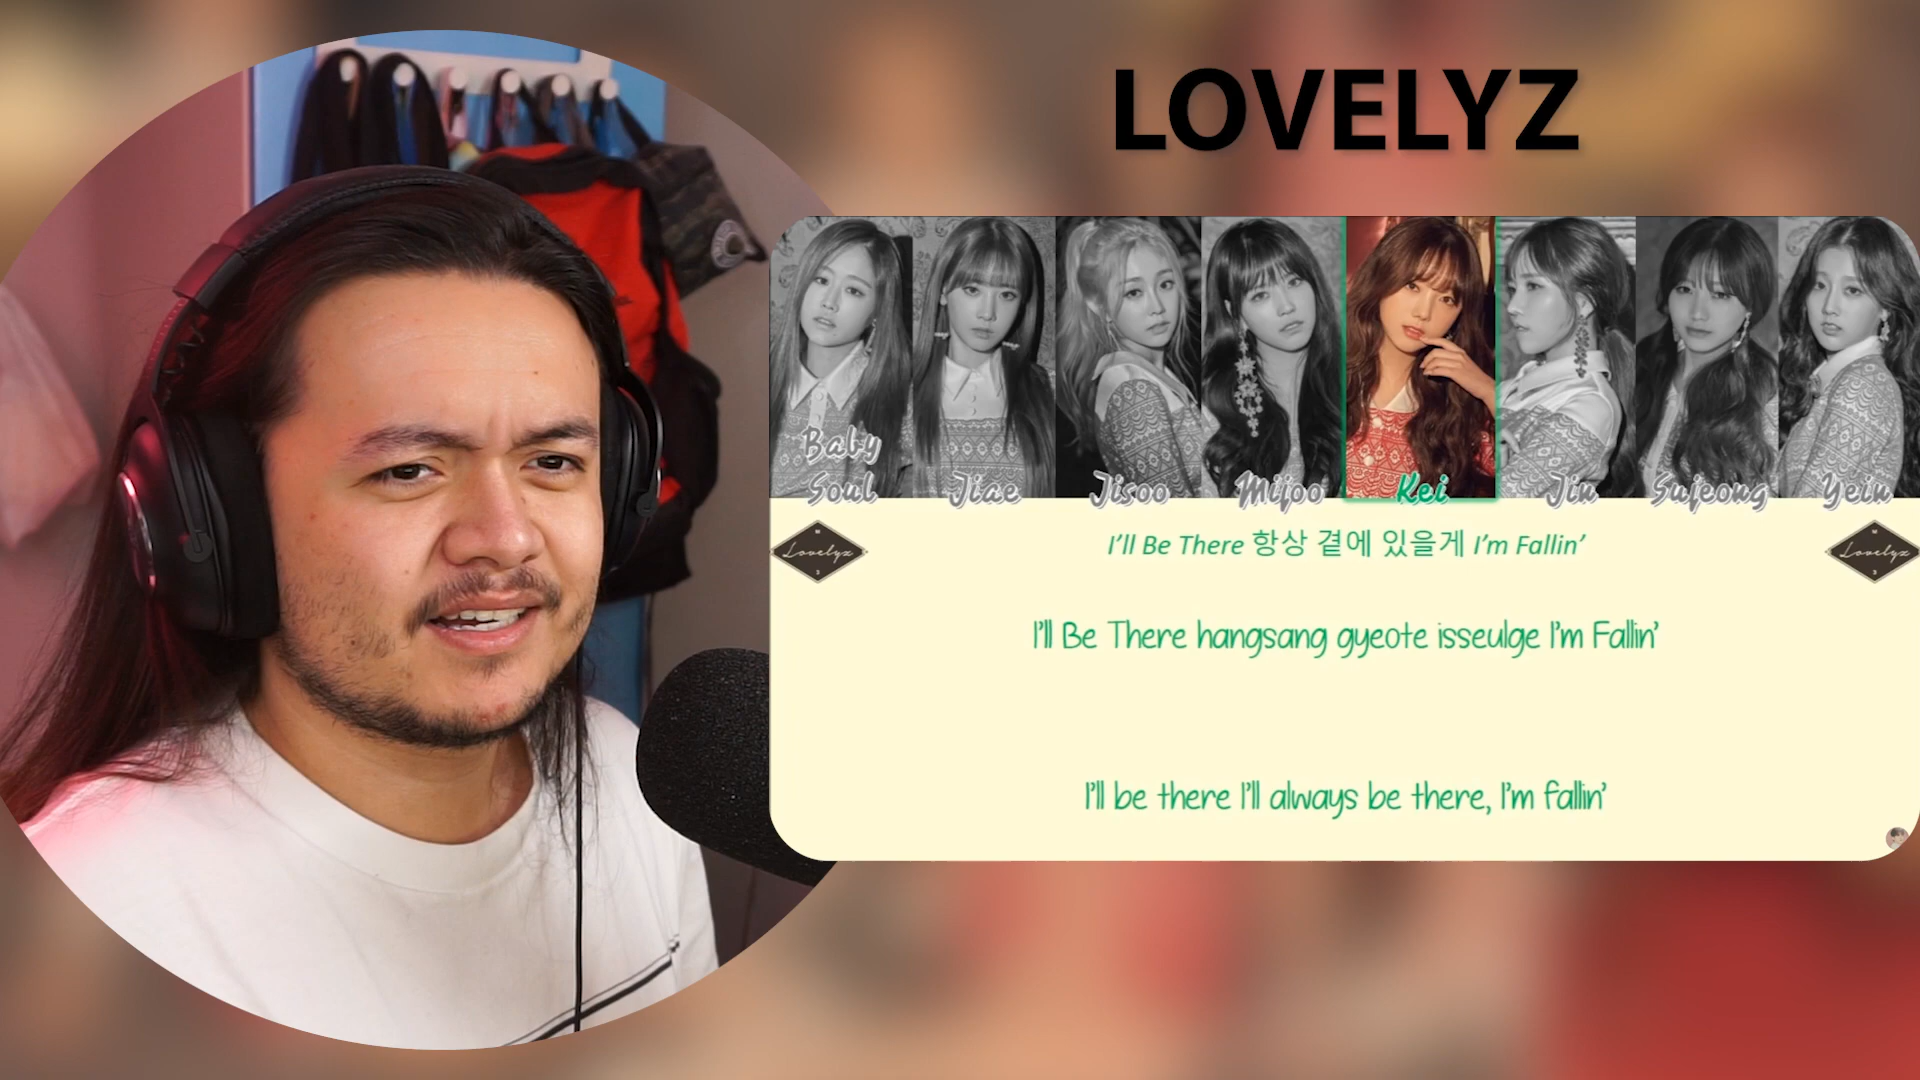 LOVELYZ
Baby
Soul
Jiae
Jisoo
Mijoo
Kei
Jin
Sujeong
Yein
Lovelyz
Lovelyz
I'll Be There 항상 곁에 있을게 I'm Fallin'
I'll Be There hangsang gyeote isseulge I'm Fallin'
I'll be there I'll always be there, I'm fallin'